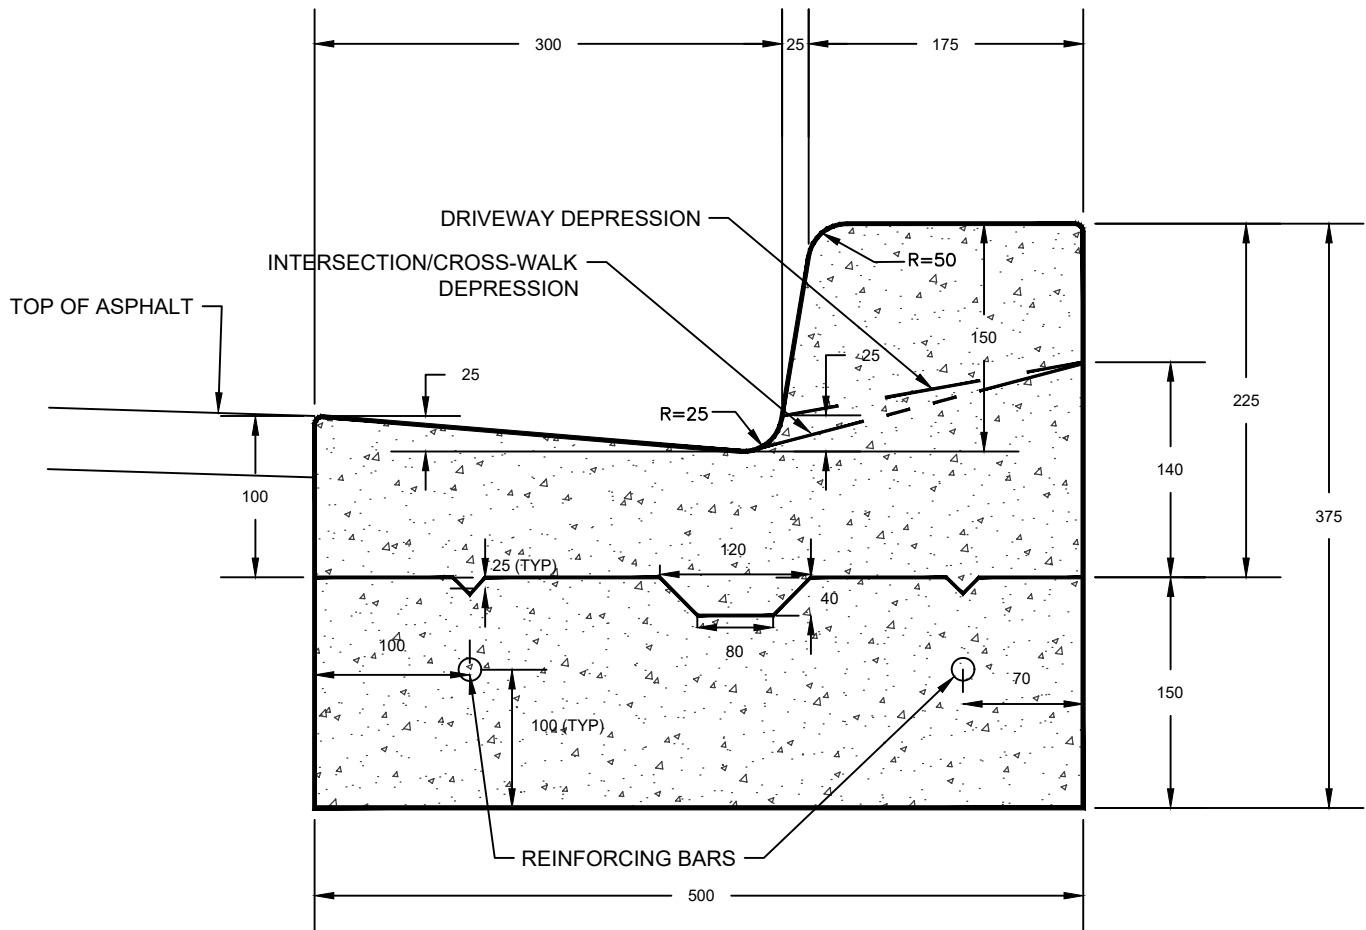 300
25
175
DRIVEWAY DEPRESSION
INTERSECTION/CROSS-WALK
DEPRESSION
R=50
TOP OF ASPHALT
150
25
25
225
R=25
140
100
375
120
25 (TYP)
40
100
80
70
150
100 (TYP)
REINFORCING BARS
500